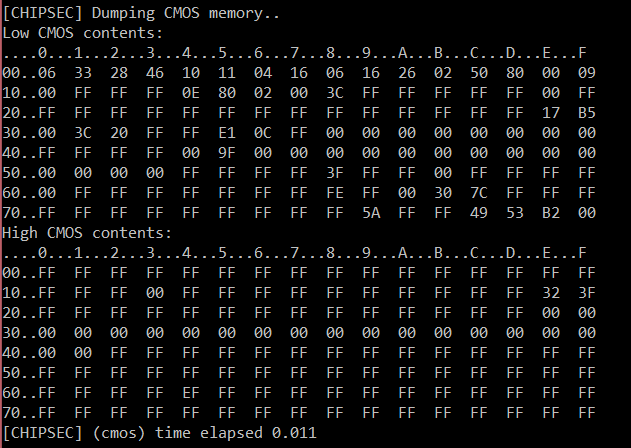 [CHIPSEC] Dumping CMOS memory..
Low CMOS contents:
....0...1...2...3...4...5...6...7...8...9...A...B...C...D...E...F
00..06  33  28  46  10  11  04  16  06  16  26  02  50  80  00  09
10..00  FF  FF  FF  0E  80  02  00  3C  FF  FF  FF  FF  FF  00  FF
20..FF  FF  FF  FF  FF  FF  FF  FF  FF  FF  FF  FF  FF  FF  17  B5
30..00  3C  20  FF  FF  E1  0C  FF  00  00  00  00  00  00  00  00
40..FF  FF  FF  FF  00  9F  00  00  00  00  00  00  00  00  00  00
50..00  00  00  00  FF  FF  FF  FF  3F  FF  FF  00  FF  FF  FF  FF
60..00  FF  FF  FF  FF  FF  FF  FF  FE  FF  00  30  7C  FF  FF  FF
70..FF  FF  FF  FF  FF  FF  FF  FF  FF  5A  FF  FF  49  53  B2  00
High CMOS contents:
....0...1...2...3...4...5...6...7...8...9...A...B...C...D...E...F
00..FF  FF  FF  FF  FF  FF  FF  FF  FF  FF  FF  FF  FF  FF  FF  FF
10..FF  FF  FF  00  FF  FF  FF  FF  FF  FF  FF  FF  FF  FF  32  3F
20..FF  FF  FF  FF  FF  FF  FF  FF  FF  FF  FF  FF  FF  FF  00  00
30..00  00  00  00  00  00  00  00  00  00  00  00  00  00  00  00
40..00  00  FF  FF  FF  FF  FF  FF  FF  FF  FF  FF  FF  FF  FF  FF
50..FF  FF  FF  FF  FF  FF  FF  FF  FF  FF  FF  FF  FF  FF  FF  FF
60..FF  FF  FF  FF  EF  FF  FF  FF  FF  FF  FF  FF  FF  FF  FF  FF
70..FF  FF  FF  FF  FF  FF  FF  FF  FF  FF  FF  FF  FF  FF  FF  FF
[CHIPSEC] (cmos) time elapsed 0.011